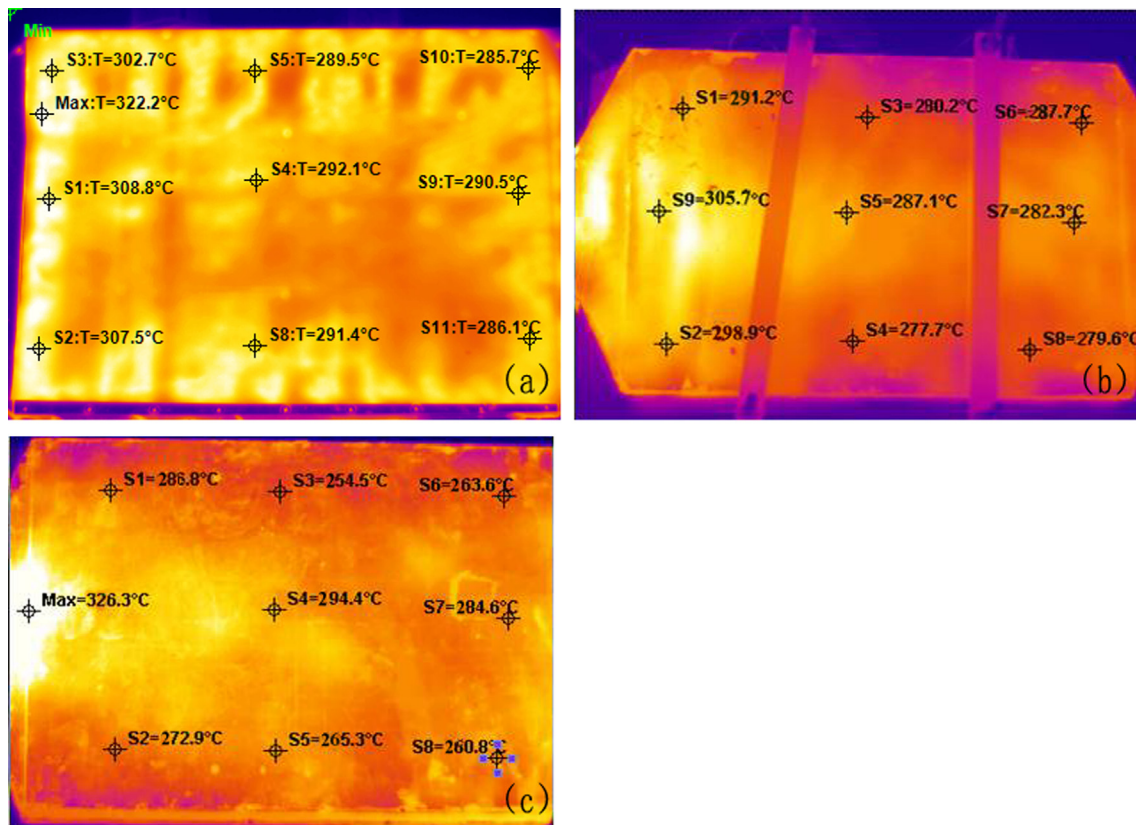 Min
S3:T=302.7°C
S5:T=289.5°C
S10:T=285.7°C
Max:T=322.2°C
S1:T=308.8°C
S4:T=292.1°C
S9:T=290.5°C
S2:T=307.5°C
S8:T=291.4°C
S11:T=286.1°C
(a)
S1=291.2°C
S3=280.2°C
S6=287.7°C
S9=305.7°C
S5=287.1°C
S7=282.3°C
S2=298.9°C
S4=277.7°C
S8=279.6°C
(b)
S1=286.8°C
S3=254.5°C
S6=263.6°C
Max=326.3°C
S4=294.4°C
S7=284.6°C
S2=272.9°C
S5=265.3°C
S8=260.8°C
(c)